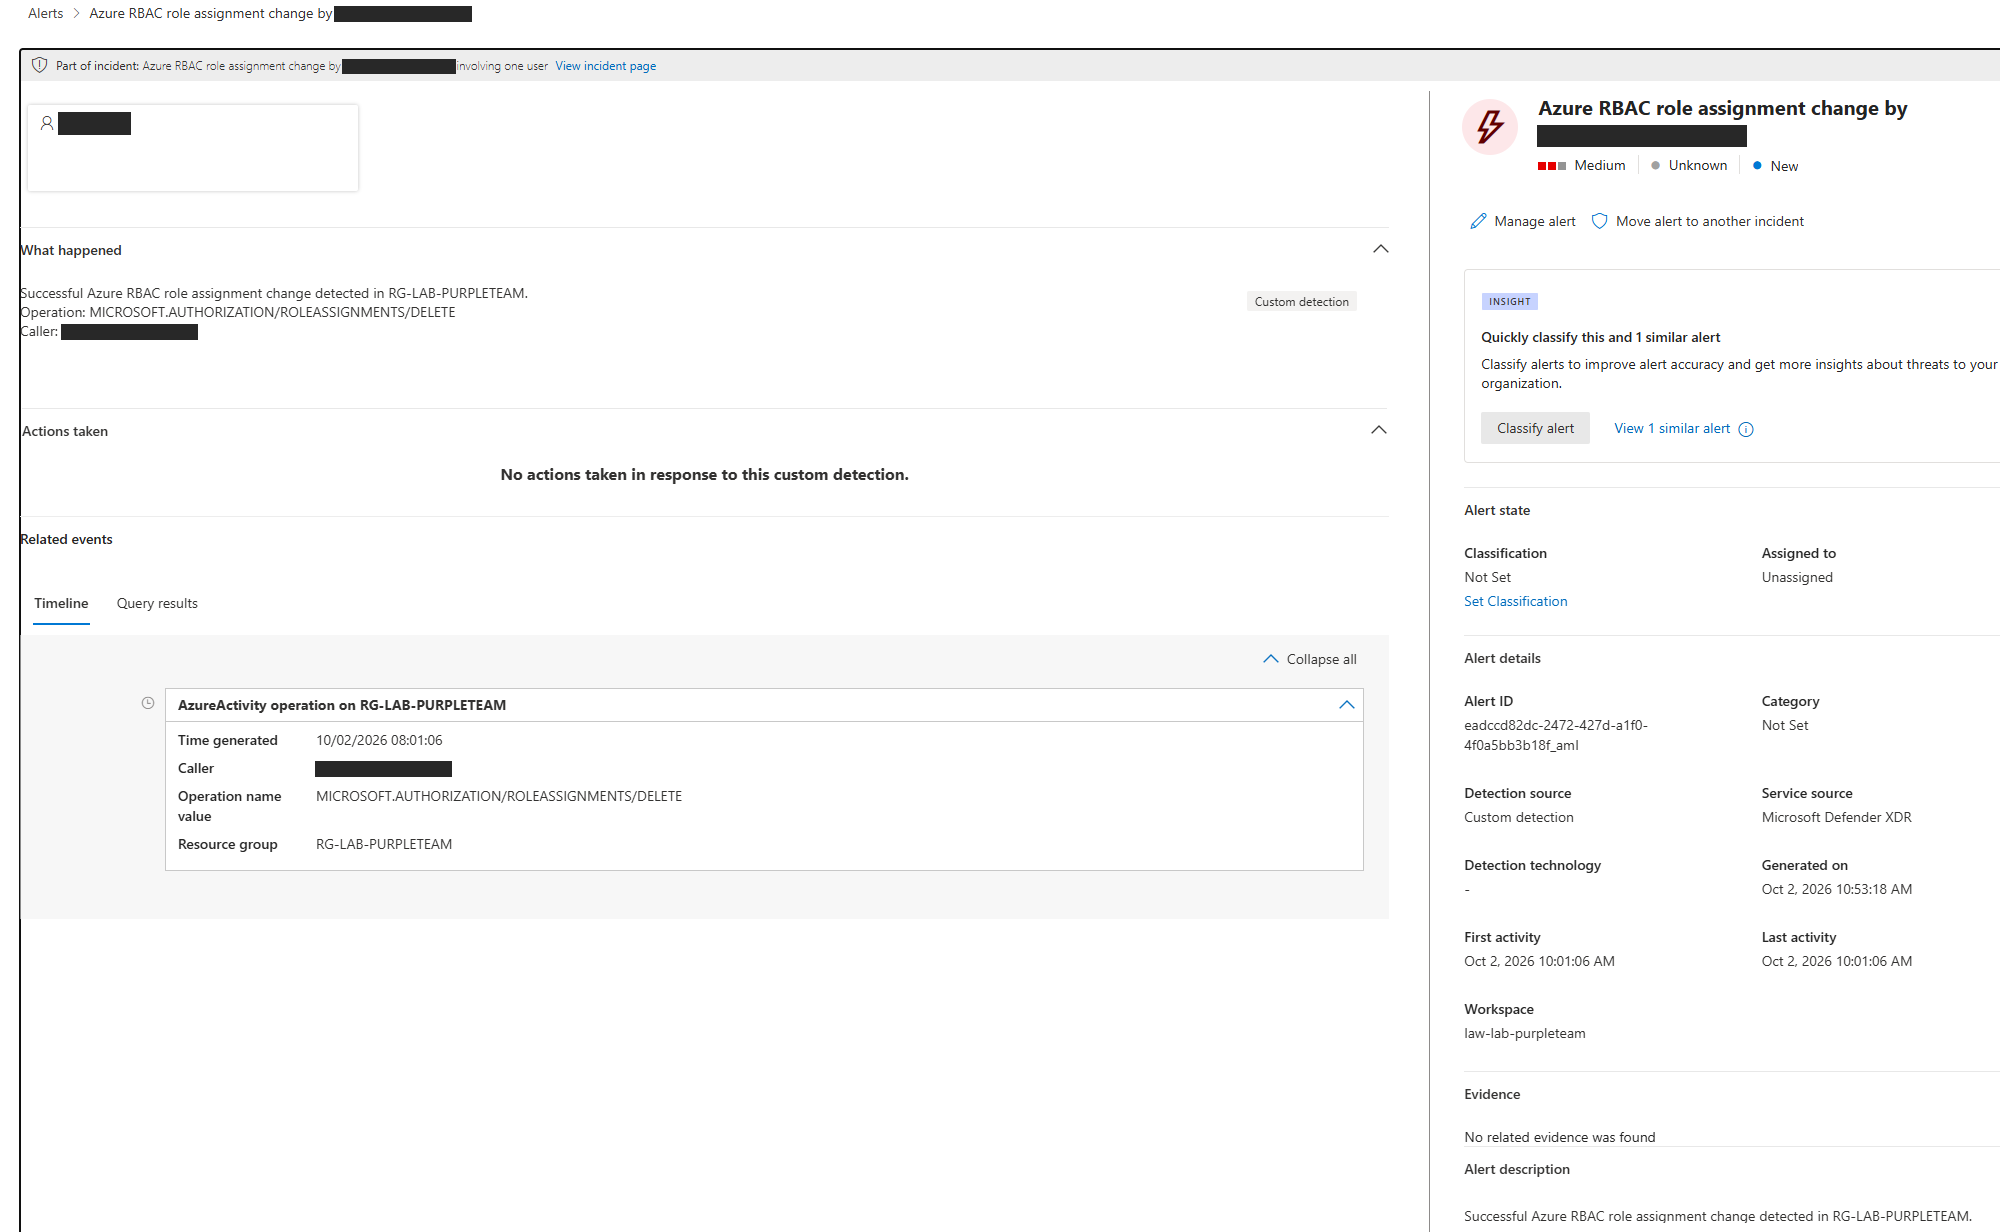 Alerts > Azure RBAC role assignment change by
Part of incident: Azure RBAC role assignment change by involving one user View incident page
What happened
Successful Azure RBAC role assignment change detected in RG-LAB-PURPLETEAM.
Operation: MICROSOFT.AUTHORIZATION/ROLEASSIGNMENTS/DELETE
Caller:
Custom detection
Actions taken
No actions taken in response to this custom detection.
Related events
Timeline Query results
Collapse all
AzureActivity operation on RG-LAB-PURPLETEAM
Time generated 10/02/2026 08:01:06
Caller
Operation name value MICROSOFT.AUTHORIZATION/ROLEASSIGNMENTS/DELETE
Resource group RG-LAB-PURPLETEAM
Azure RBAC role assignment change by
Medium Unknown New
Manage alert Move alert to another incident
INSIGHT
Quickly classify this and 1 similar alert
Classify alerts to improve alert accuracy and get more insights about threats to your
organization.
Classify alert View 1 similar alert
Alert state
Classification Assigned to
Not Set Unassigned
Set Classification
Alert details
Alert ID Category
eadccd82dc-2472-427d-a1f0- Not Set
4f0a5bb3b18f_aml
Detection source Service source
Custom detection Microsoft Defender XDR
Detection technology Generated on
- Oct 2, 2026 10:53:18 AM
First activity Last activity
Oct 2, 2026 10:01:06 AM Oct 2, 2026 10:01:06 AM
Workspace
law-lab-purpleteam
Evidence
No related evidence was found
Alert description
Successful Azure RBAC role assignment change detected in RG-LAB-PURPLETEAM.